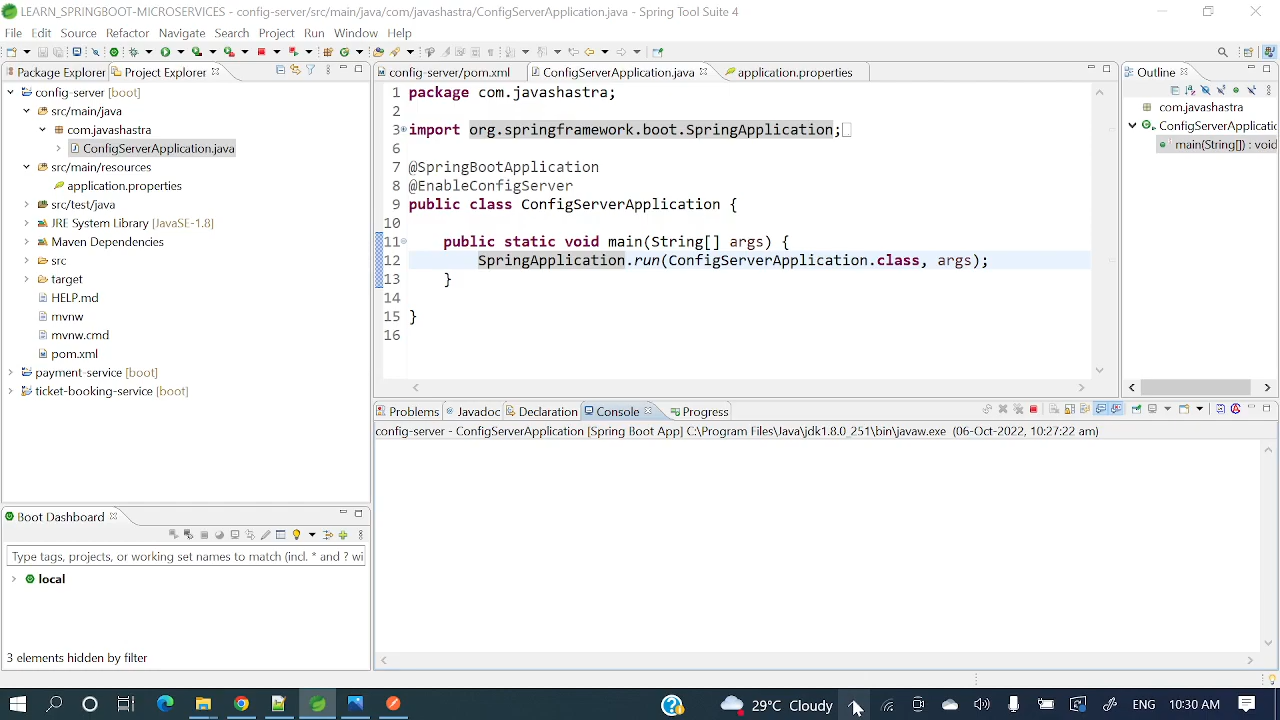 LEARN_SPRINGBOOT-MICROSERVICES - config-server/src/main/java/com/javashastra/ConfigServerApplication.java - Spring Tool Suite 4
File Edit Source Refactor Navigate Search Project Run Window Help
Package Explorer Project Explorer
config-server [boot]
src/main/java
com.javashastra
ConfigServerApplication.java
src/main/resources
application.properties
src/test/java
JRE System Library [JavaSE-1.8]
Maven Dependencies
src
target
HELP.md
mvnw
mvnw.cmd
pom.xml
payment-service [boot]
ticket-booking-service [boot]
config-server/pom.xml ConfigServerApplication.java application.properties
1 package com.javashastra;
2
3 import org.springframework.boot.SpringApplication;
6
7 @SpringBootApplication
8 @EnableConfigServer
9 public class ConfigServerApplication {
10
11 public static void main(String[] args) {
12 SpringApplication.run(ConfigServerApplication.class, args);
13 }
14
15 }
16
Outline
com.javashastra
ConfigServerApplicatio
main(String[]) : void
Problems Javadoc Declaration Console Progress
config-server - ConfigServerApplication [Spring Boot App] C:\Program Files\Java\jdk1.8.0_251\bin\javaw.exe (06-Oct-2022, 10:27:22 am)
Boot Dashboard
Type tags, projects, or working set names to match (incl. * and ? wi
local
3 elements hidden by filter
29°C Cloudy
10:30 AM